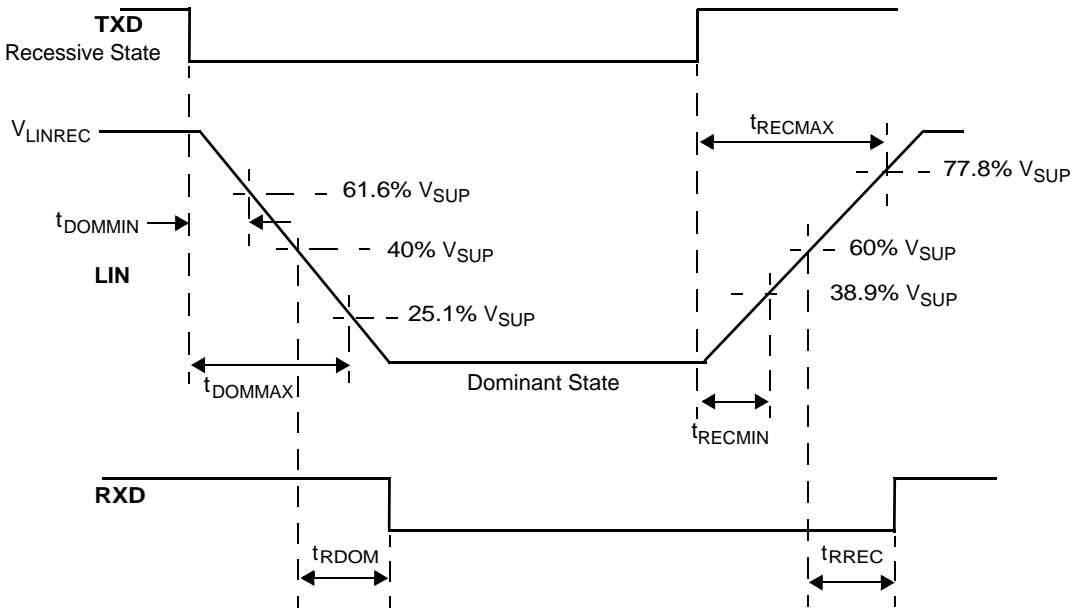 TXD
Recessive State
VLINREC
tRECMAX
77.8% VSUP
61.6% VSUP
tDOMMIN
40% VSUP
60% VSUP
LIN
38.9% VSUP
25.1% VSUP
tDOMMAX
Dominant State
tRECMIN
RXD
tRDOM
tRREC